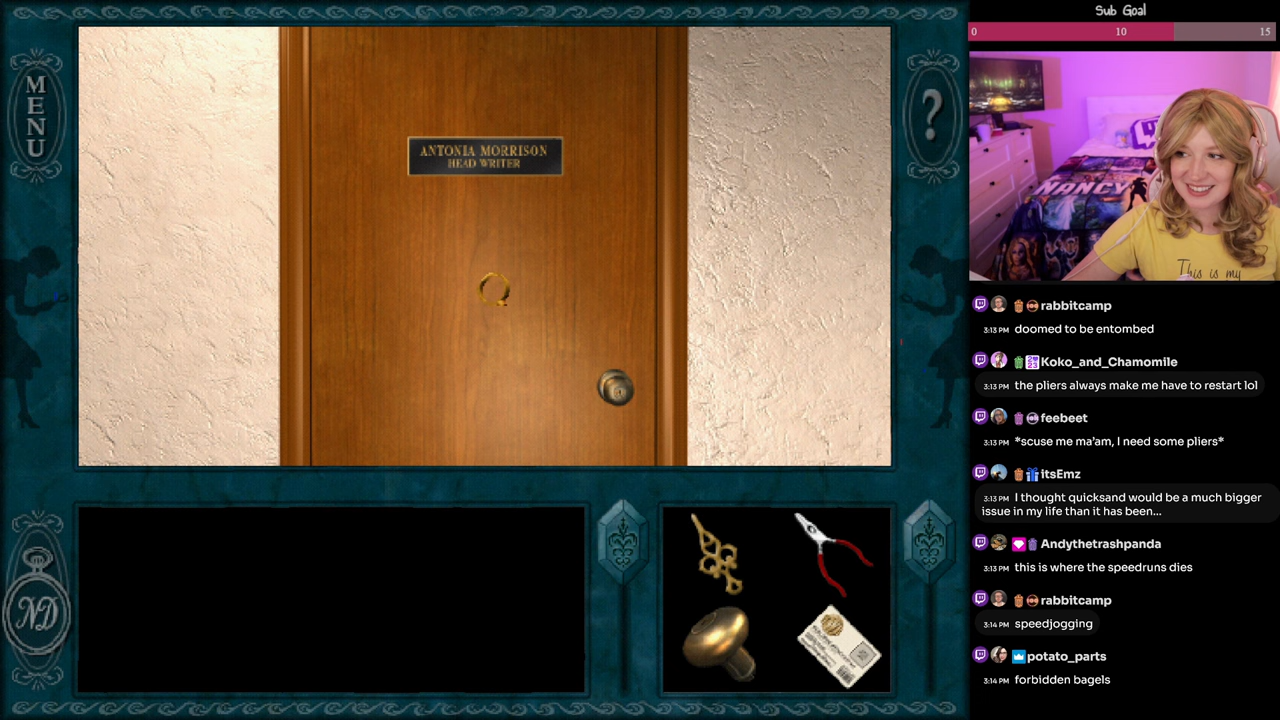 Sub Goal
0 10 15
MENU
?
ANTONIA MORRISON
HEAD WRITER
NANCY
This is my
ND
rabbitcamp
3:13 PM doomed to be entombed
Koko_and_Chamomile
3:13 PM the pliers always make me have to restart lol
feebeet
3:13 PM *scuse me ma'am, I need some pliers*
itsEmz
3:13 PM I thought quicksand would be a much bigger
issue in my life than it has been...
Andythetrashpanda
3:13 PM this is where the speedruns dies
rabbitcamp
3:14 PM speedjogging
potato_parts
3:14 PM forbidden bagels